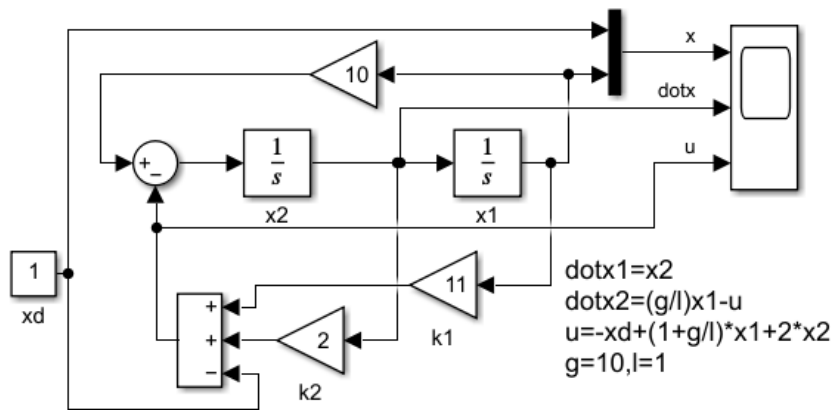 x
10
dotx
+
−
1
s
1
s
u
x2
x1
1
xd
11
k1
+
+
−
2
k2
dotx1=x2
dotx2=(g/l)x1-u
u=-xd+(1+g/l)*x1+2*x2
g=10,l=1